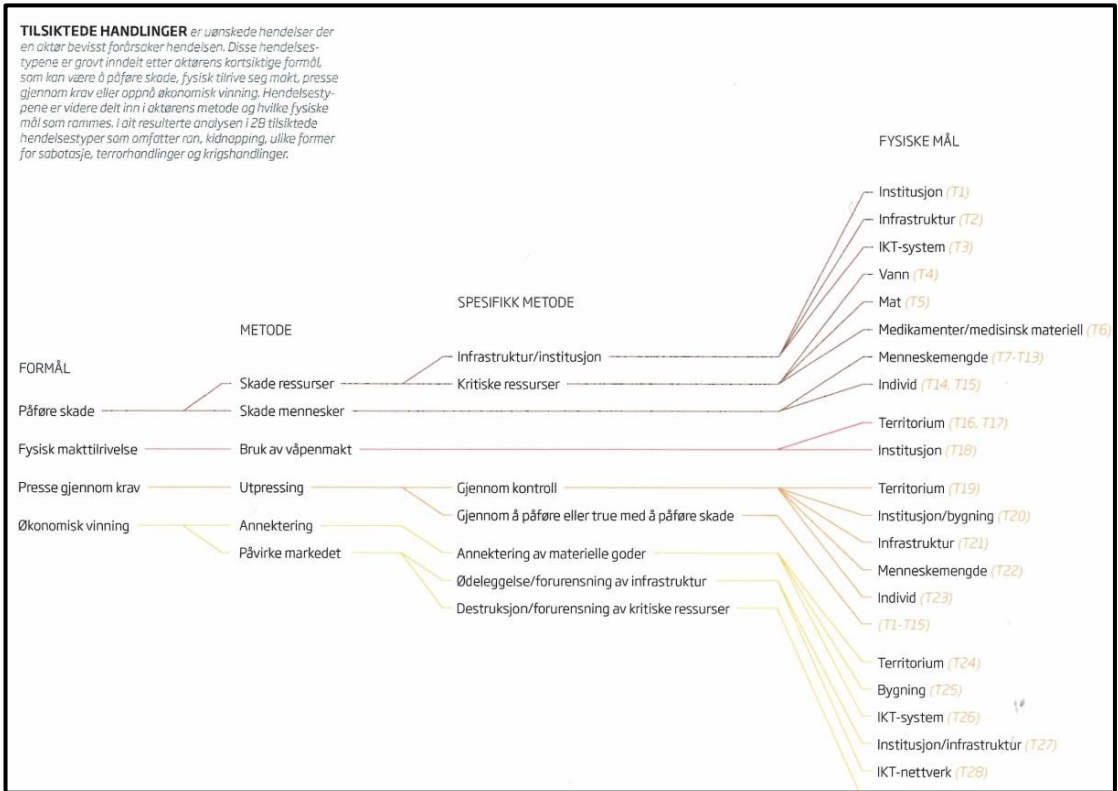 TILSIKTEDE HANDLINGER er uønskede hendelser der
en aktør bevisst forårsaker hendelsen. Disse hendelses-
typene er grovt inndelt etter aktørens kortsiktige formål,
som kan være å påføre skade, fysisk tilrive seg makt, presse
gjennom krav eller oppnå økonomisk vinning. Hendelsesty-
pene er videre delt inn i aktørens metode og hvilke fysiske
mål som rammes. I alt resulterte analysen i 28 tilsiktede
hendelsestyper som omfatter ran, kidnapping, ulike former
for sabotasje, terrorhandlinger og krigshandlinger.
FYSISKE MÅL
Institusjon (T1)
Infrastruktur (T2)
IKT-system (T3)
Vann (T4)
Mat (T5)
Medikamenter/medisinsk materiell (T6)
Menneskemengde (T7-T13)
Individ (T14, T15)
Territorium (T16, T17)
Institusjon (T18)
Territorium (T19)
Institusjon/bygning (T20)
Infrastruktur (T21)
Menneskemengde (T22)
Individ (T23)
(T1-T15)
Territorium (T24)
Bygning (T25)
IKT-system (T26)
Institusjon/infrastruktur (T27)
IKT-nettverk (T28)
SPESIFIKK METODE
Infrastruktur/institusjon
Kritiske ressurser
Gjennom kontroll
Gjennom å påføre eller true med å påføre skade
Annektering av materielle goder
Ødeleggelse/forurensning av infrastruktur
Destruksjon/forurensning av kritiske ressurser
METODE
Skade ressurser
Skade mennesker
Bruk av våpenmakt
Utpressing
Annektering
Påvirke markedet
FORMÅL
Påføre skade
Fysisk makttilrivelse
Presse gjennom krav
Økonomisk vinning